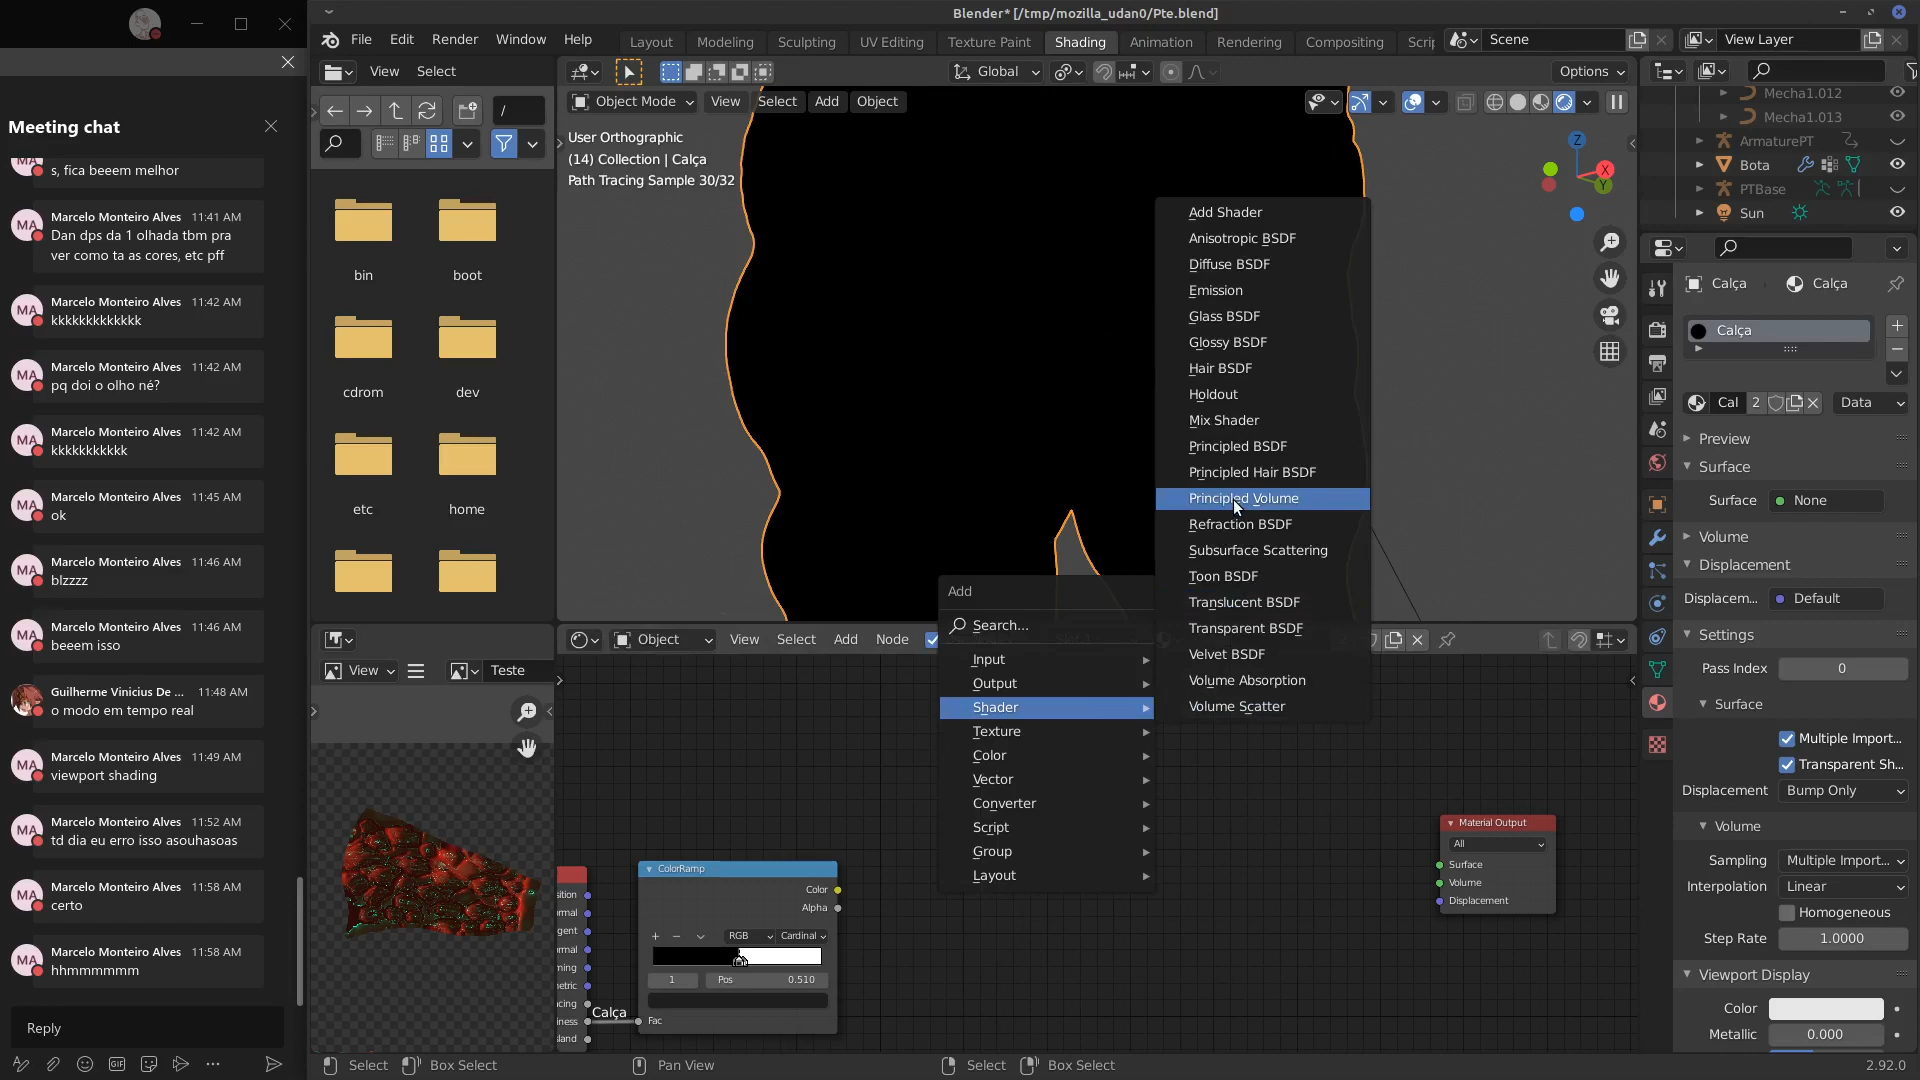 Meeting chat
s, fica beeem melhor
Marcelo Monteiro Alves 11:41 AM
Dan dps da 1 olhada tbm pra
ver como ta as cores, etc pff
Marcelo Monteiro Alves 11:42 AM
kkkkkkkkkkkkk
Marcelo Monteiro Alves 11:42 AM
pq doi o olho né?
Marcelo Monteiro Alves 11:42 AM
kkkkkkkkkkk
Marcelo Monteiro Alves 11:45 AM
ok
Marcelo Monteiro Alves 11:46 AM
blzzzz
Marcelo Monteiro Alves 11:46 AM
beeem isso
Guilherme Vinicius De ... 11:48 AM
o modo em tempo real
Marcelo Monteiro Alves 11:49 AM
viewport shading
Marcelo Monteiro Alves 11:52 AM
td dia eu erro isso asouhasoas
Marcelo Monteiro Alves 11:58 AM
certo
Marcelo Monteiro Alves 11:58 AM
hhmmmmmm
Reply
Blender* [/tmp/mozilla_udan0/Pte.blend]
File Edit Render Window Help
Layout Modeling Sculpting UV Editing Texture Paint Shading Animation Rendering Compositing Scri
Scene
View Layer
View Select
Global
Options
/
Object Mode View Select Add Object
User Orthographic
(14) Collection | Calça
Path Tracing Sample 30/32
Z
X
Y
bin boot
cdrom dev
etc home
Add
Search...
Input
Output
Shader
Texture
Color
Vector
Converter
Script
Group
Layout
Add Shader
Anisotropic BSDF
Diffuse BSDF
Emission
Glass BSDF
Glossy BSDF
Hair BSDF
Holdout
Mix Shader
Principled BSDF
Principled Hair BSDF
Principled Volume
Refraction BSDF
Subsurface Scattering
Toon BSDF
Translucent BSDF
Transparent BSDF
Velvet BSDF
Volume Absorption
Volume Scatter
Mecha1.012
Mecha1.013
ArmaturePT
Bota
PTBase
Sun
Calça Calça
Calça
Cal 2 Data
Preview
Surface
Surface None
Volume
Displacement
Displacem... Default
Settings
Pass Index 0
Surface
Multiple Import...
Transparent Sh...
Displacement Bump Only
Volume
Sampling Multiple Import...
Interpolation Linear
Homogeneous
Step Rate 1.0000
Viewport Display
Color
Metallic 0.000
Object View Select Add Node
View Teste
ColorRamp
Color
Alpha
RGB Cardinal
1 Pos 0.510
Fac
Calça
Material Output
All
Surface
Volume
Displacement
Select Box Select Pan View Select Box Select
2.92.0